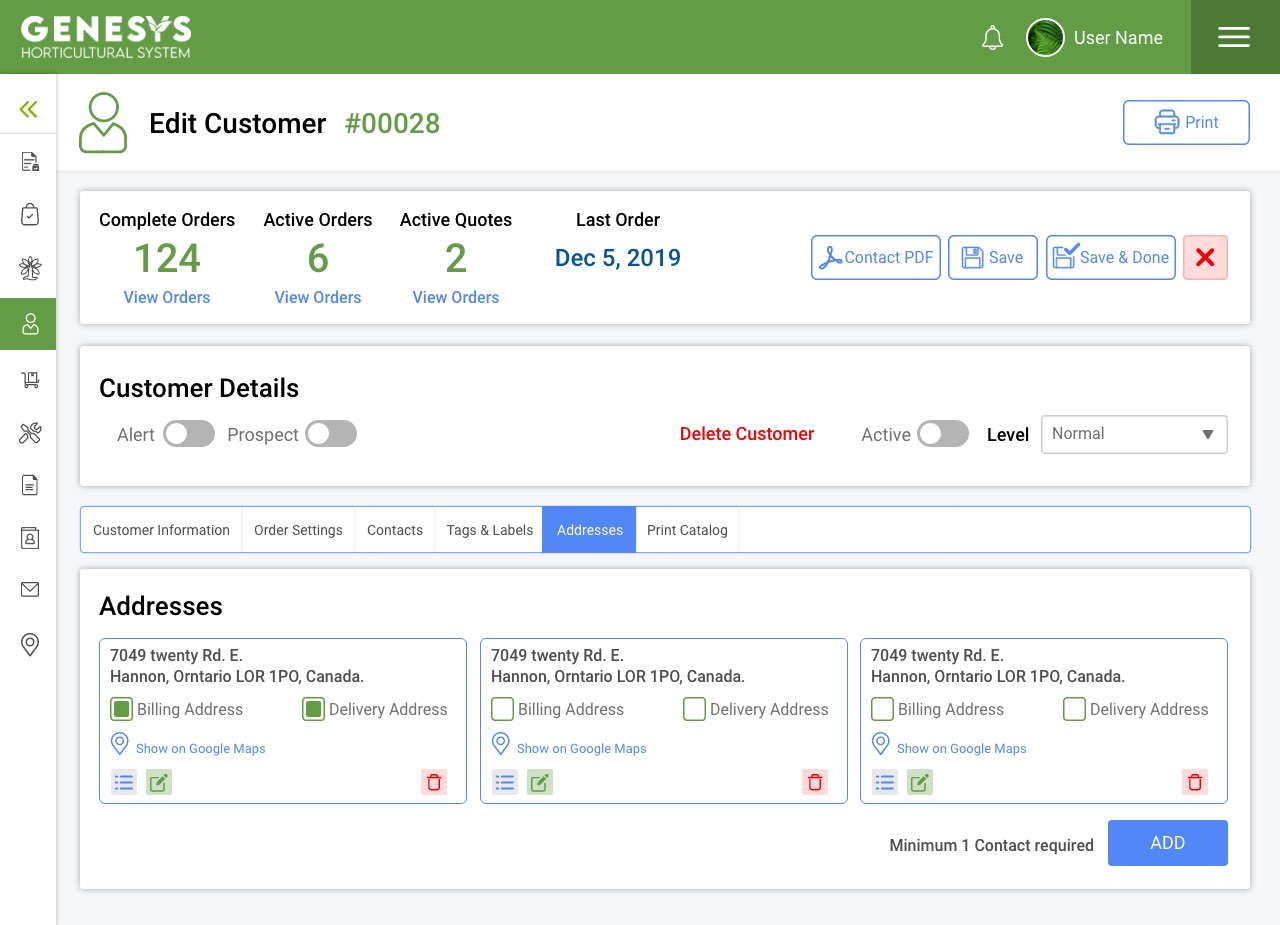 GENESYS
HORTICULTURAL SYSTEM
User Name
Edit Customer #00028
Print
Complete Orders
124
View Orders
Active Orders
6
View Orders
Active Quotes
2
View Orders
Last Order
Dec 5, 2019
Contact PDF
Save
Save & Done
Customer Details
Alert
Prospect
Delete Customer
Active
Level
Normal
Customer Information
Order Settings
Contacts
Tags & Labels
Addresses
Print Catalog
Addresses
7049 twenty Rd. E.
Hannon, Orntario LOR 1PO, Canada.
Billing Address
Delivery Address
Show on Google Maps
7049 twenty Rd. E.
Hannon, Orntario LOR 1PO, Canada.
Billing Address
Delivery Address
Show on Google Maps
7049 twenty Rd. E.
Hannon, Orntario LOR 1PO, Canada.
Billing Address
Delivery Address
Show on Google Maps
Minimum 1 Contact required
ADD